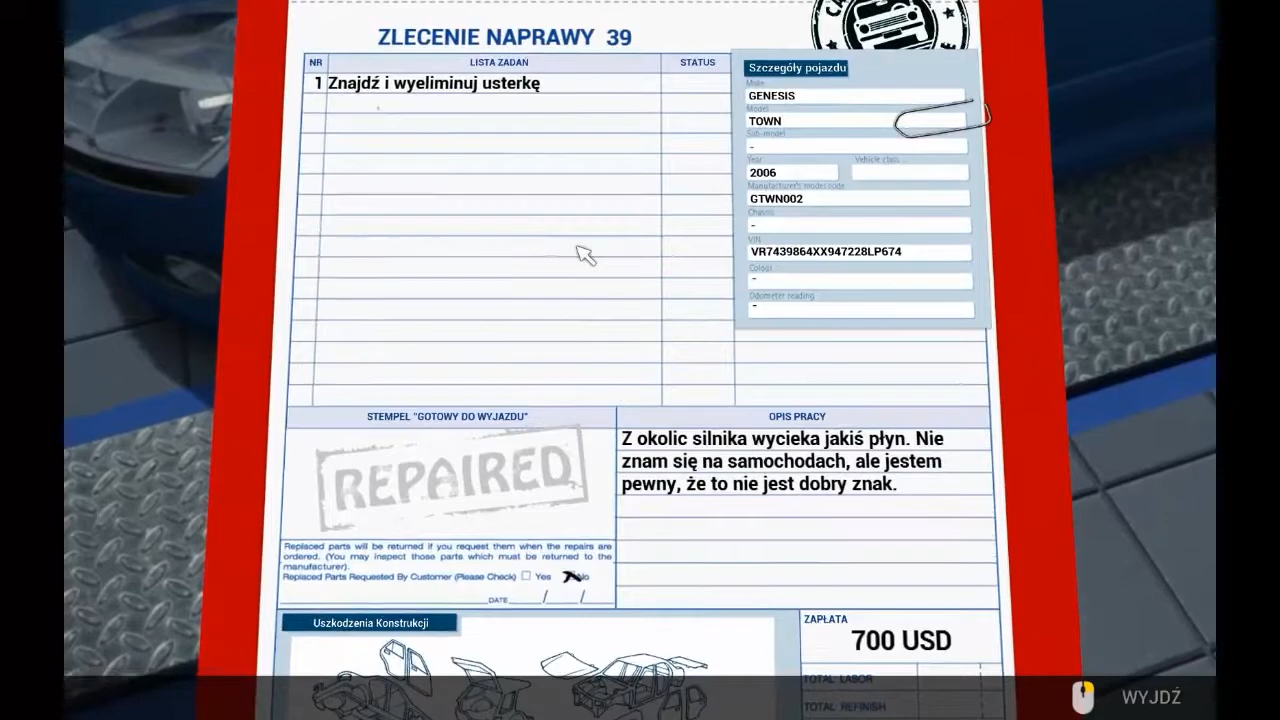 ZLECENIE NAPRAWY 39
NR LISTA ZADAN STATUS
1 Znajdź i wyeliminuj usterkę
Szczegóły pojazdu
Make
GENESIS
Model
TOWN
Sub-model
-
Year Vehicle class
2006
Manufacturer's model code
GTWN002
Chassis
-
VIN
VR7439864XX947228LP674
Colour
-
Odometer reading
-
STEMPEL "GOTOWY DO WYJAZDU"
REPAIRED
OPIS PRACY
Z okolic silnika wycieka jakiś płyn. Nie
znam się na samochodach, ale jestem
pewny, że to nie jest dobry znak.
Replaced parts will be returned if you request them when the repairs are
ordered. (You may inspect those parts which must be returned to the
manufacturer).
Replaced Parts Requested By Customer (Please Check) Yes No
DATE / /
Uszkodzenia Konstrukcji
ZAPŁATA
700 USD
TOTAL LABOR
TOTAL REFINISH
WYJDŹ